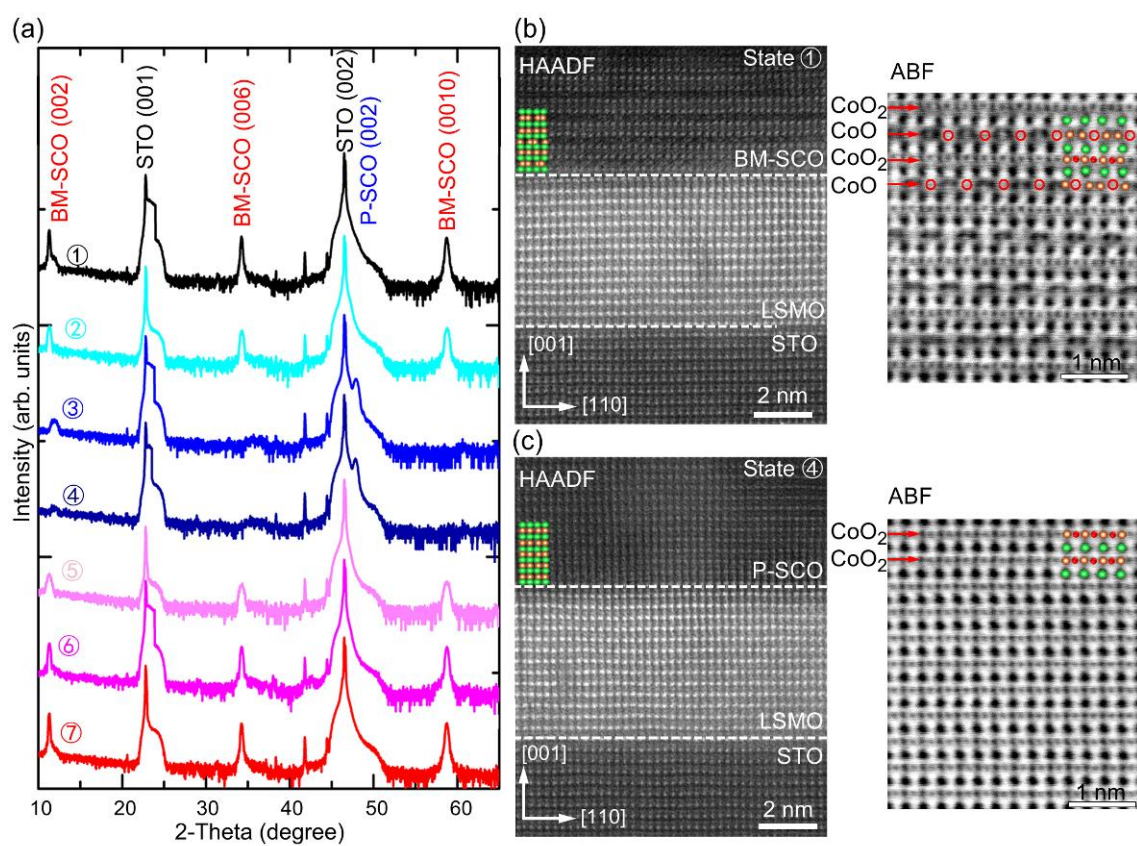 (a)
BM-SCO (002)
STO (001)
BM-SCO (006)
STO (002)
P-SCO (002)
BM-SCO (0010)
①
②
③
④
⑤
⑥
⑦
Intensity (arb. units)
10 20 30 40 50 60
2-Theta (degree)
(b)
HAADF
State ①
BM-SCO
LSMO
STO
[001]
[110]
2 nm
ABF
CoO₂
CoO
CoO₂
CoO
1 nm
(c)
HAADF
State ④
P-SCO
LSMO
STO
[001]
[110]
2 nm
ABF
CoO₂
CoO₂
1 nm